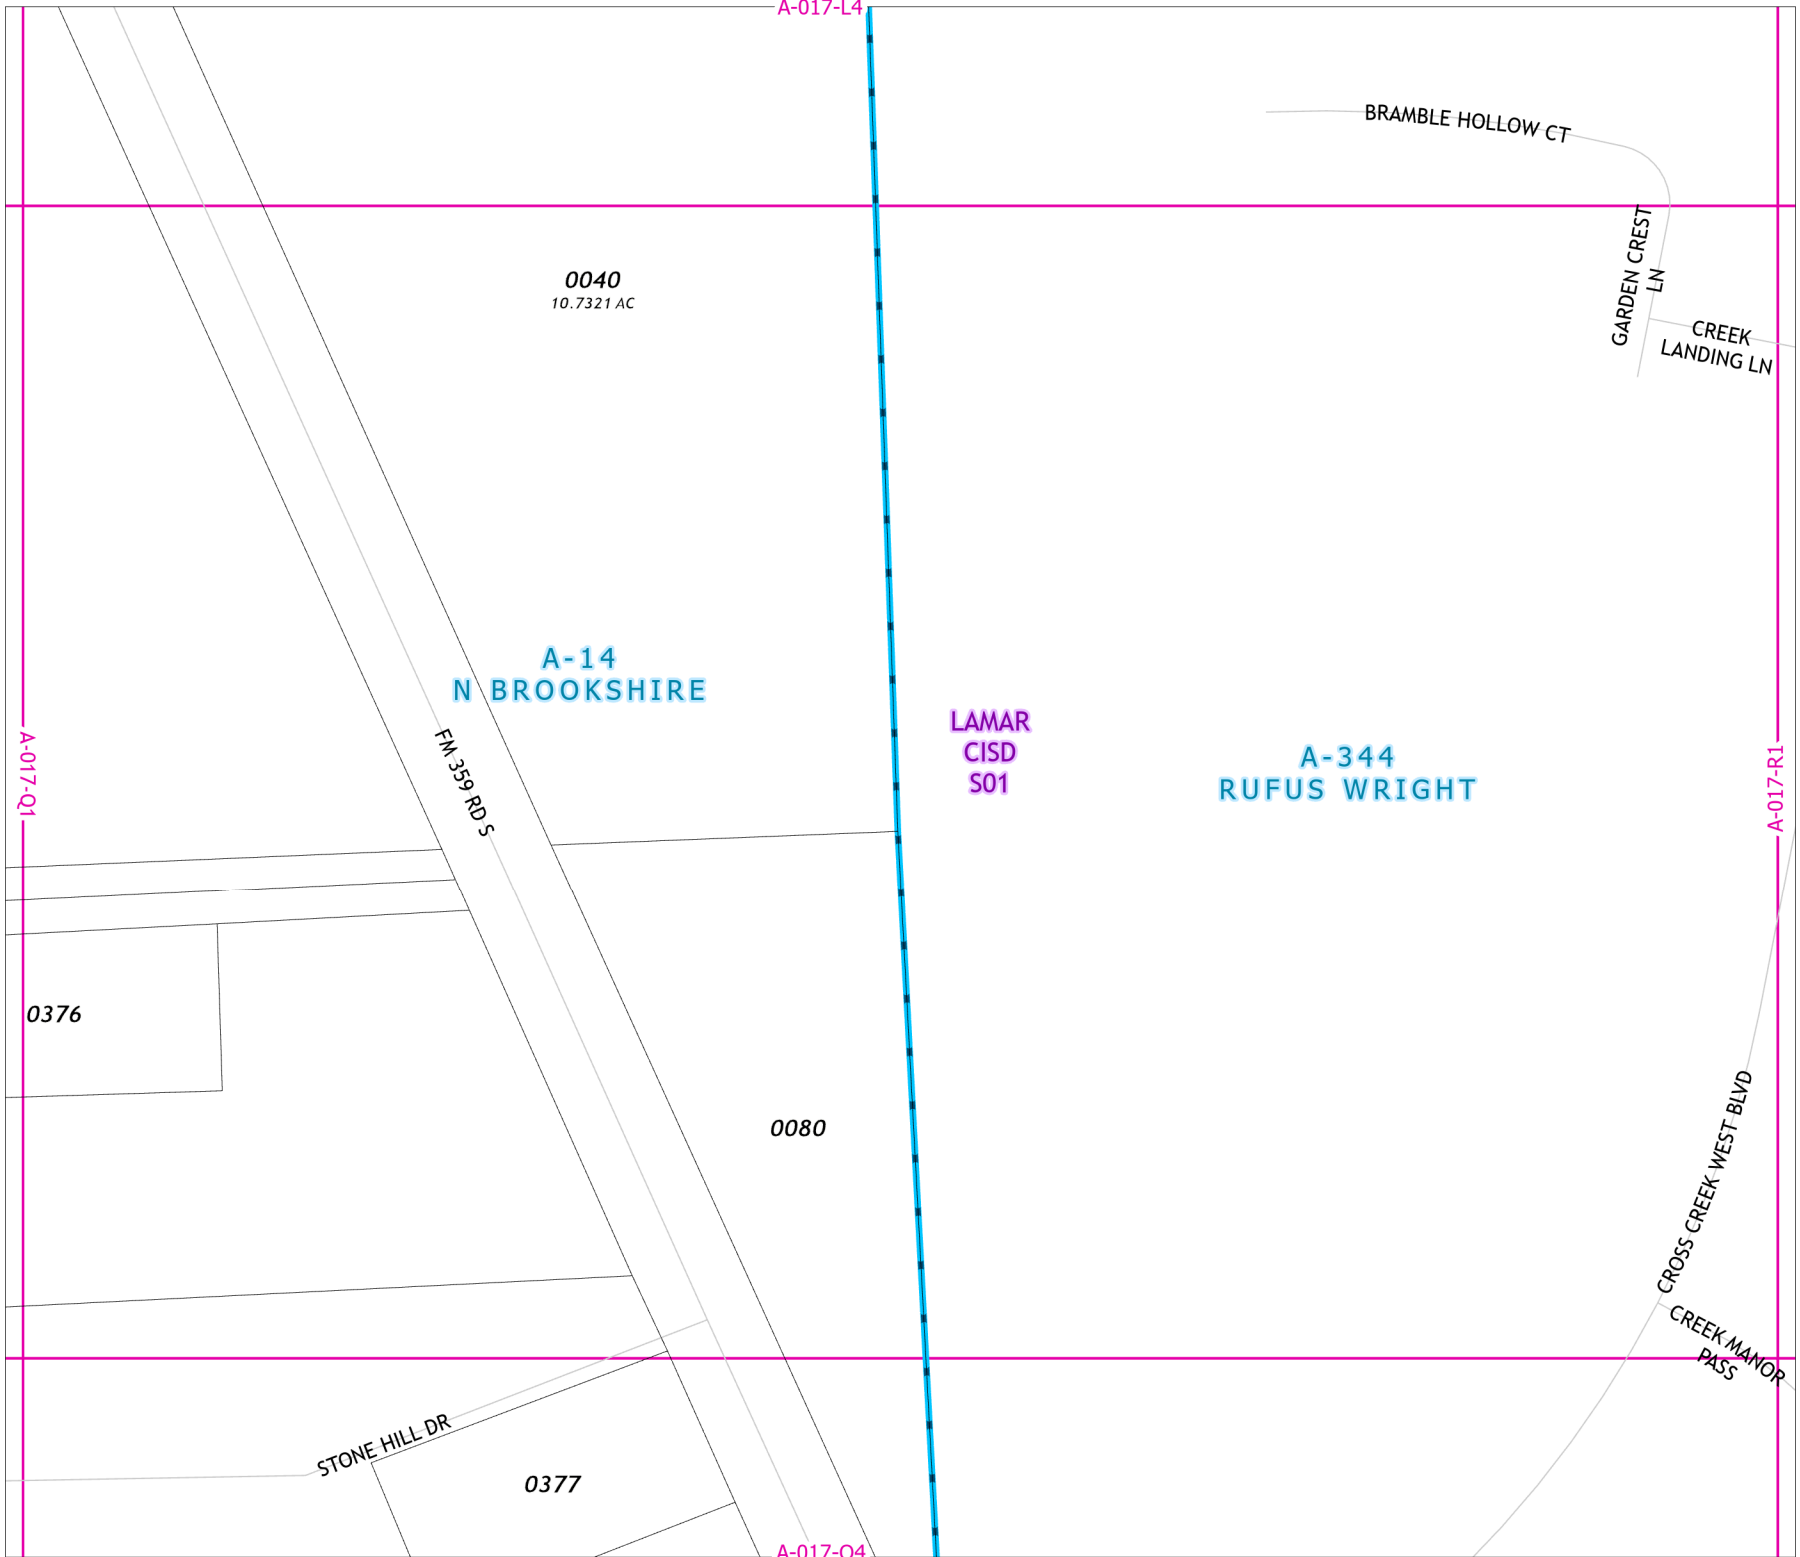 A-017-L4
BRAMBLE HOLLOW CT
GARDEN CREST
LN
CREEK
LANDING LN
0040
10.7321 AC
A-14
N BROOKSHIRE
LAMAR
CISD
S01
A-344
RUFUS WRIGHT
FM 359 RD S
A-017-Q1
A-017-R1
0376
0080
CROSS CREEK WEST BLVD
CREEK MANOR
PASS
STONE HILL DR
0377
A-017-Q4